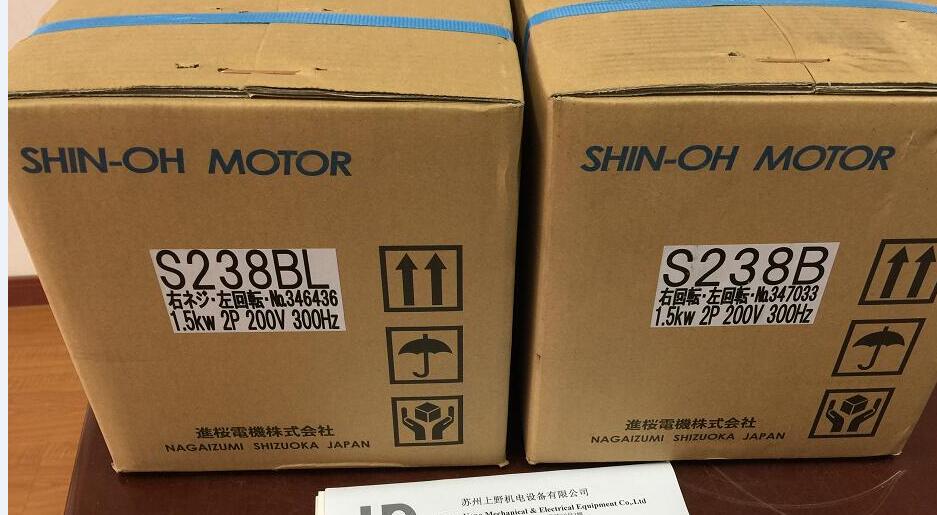 SHIN-OH MOTOR
S238BL
右ネジ・左回転・№346436
1.5kw 2P 200V 300Hz
進桜電機株式会社
NAGAIZUMI SHIZUOKA JAPAN
SHIN-OH MOTOR
S238B
右回転・左回転・№347033
1.5kw 2P 200V 300Hz
進桜電機株式会社
NAGAIZUMI SHIZUOKA JAPAN
苏州上野机电设备有限公司
Mechanical & Electrical Equipment Co.,Ltd